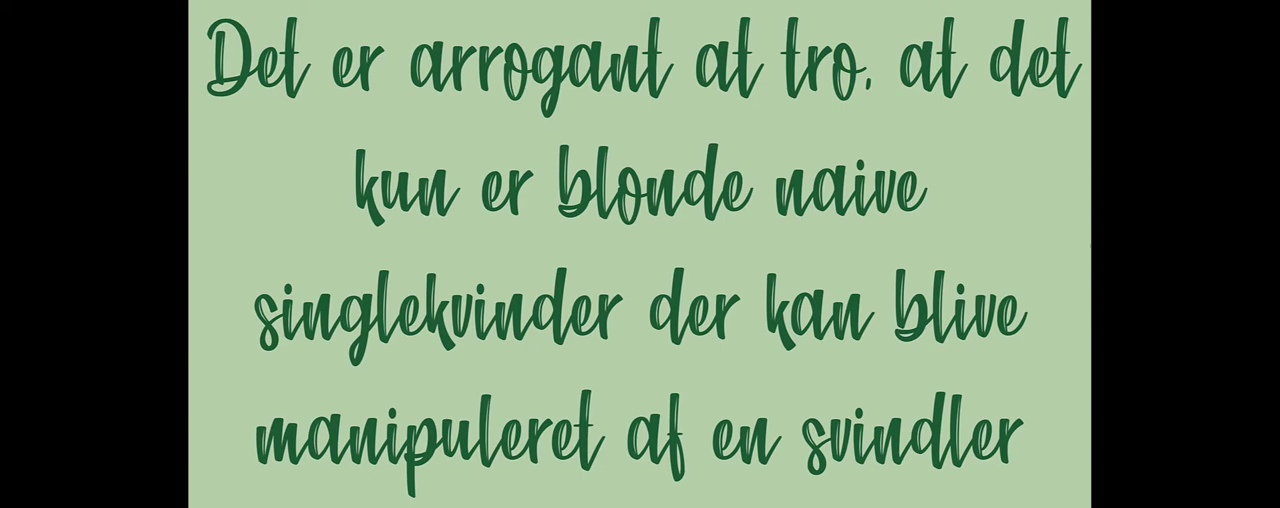 Det er arrogant at tro, at det
kun er blonde naive
singlekvinder der kan blive
manipuleret af en svindler